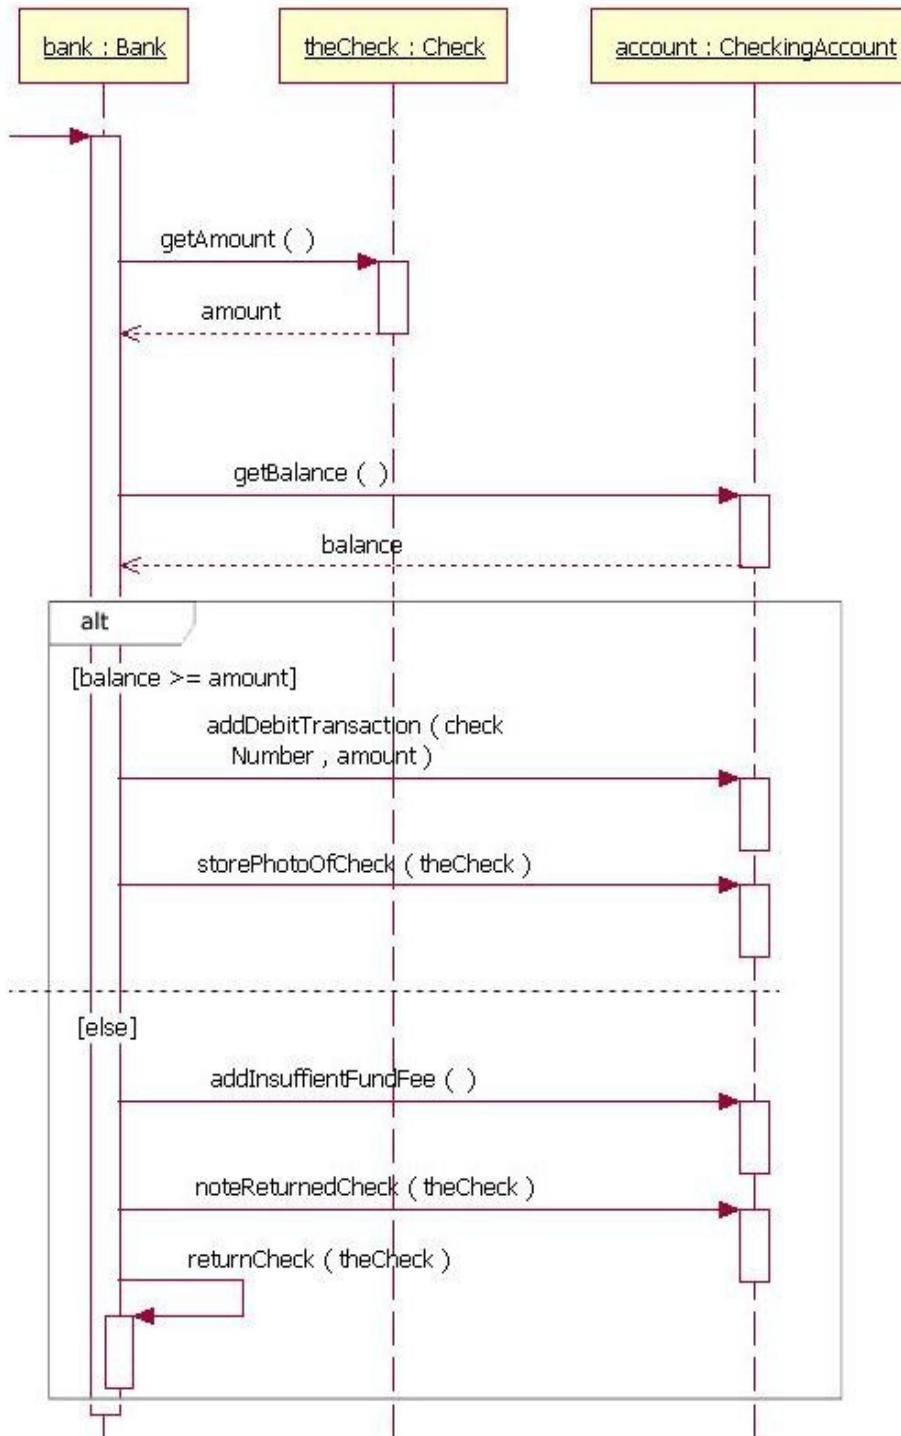 bank : Bank
theCheck : Check
account : CheckingAccount
getAmount ( )
amount
getBalance ( )
balance
alt
[balance >= amount]
addDebitTransaction ( check
Number , amount )
storePhotoOfCheck ( theCheck )
[else]
addInsuffientFundFee ( )
noteReturnedCheck ( theCheck )
returnCheck ( theCheck )